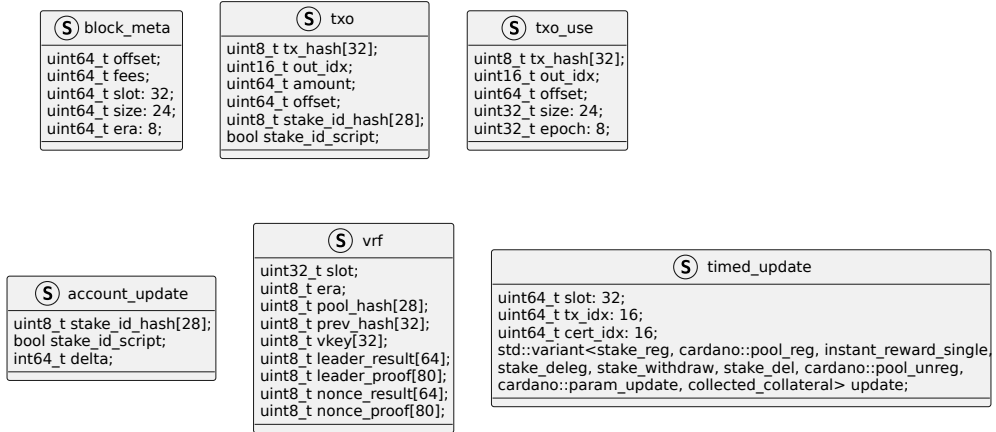 S block_meta
uint64_t offset;
uint64_t fees;
uint64_t slot: 32;
uint64_t size: 24;
uint64_t era: 8;
S txo
uint8_t tx_hash[32];
uint16_t out_idx;
uint64_t amount;
uint64_t offset;
uint8_t stake_id_hash[28];
bool stake_id_script;
S txo_use
uint8_t tx_hash[32];
uint16_t out_idx;
uint64_t offset;
uint32_t size: 24;
uint32_t epoch: 8;
S account_update
uint8_t stake_id_hash[28];
bool stake_id_script;
int64_t delta;
S vrf
uint32_t slot;
uint8_t era;
uint8_t pool_hash[28];
uint8_t prev_hash[32];
uint8_t vkey[32];
uint8_t leader_result[64];
uint8_t leader_proof[80];
uint8_t nonce_result[64];
uint8_t nonce_proof[80];
S timed_update
uint64_t slot: 32;
uint64_t tx_idx: 16;
uint64_t cert_idx: 16;
std::variant<stake_reg, cardano::pool_reg, instant_reward_single,
stake_deleg, stake_withdraw, stake_del, cardano::pool_unreg,
cardano::param_update, collected_collateral> update;